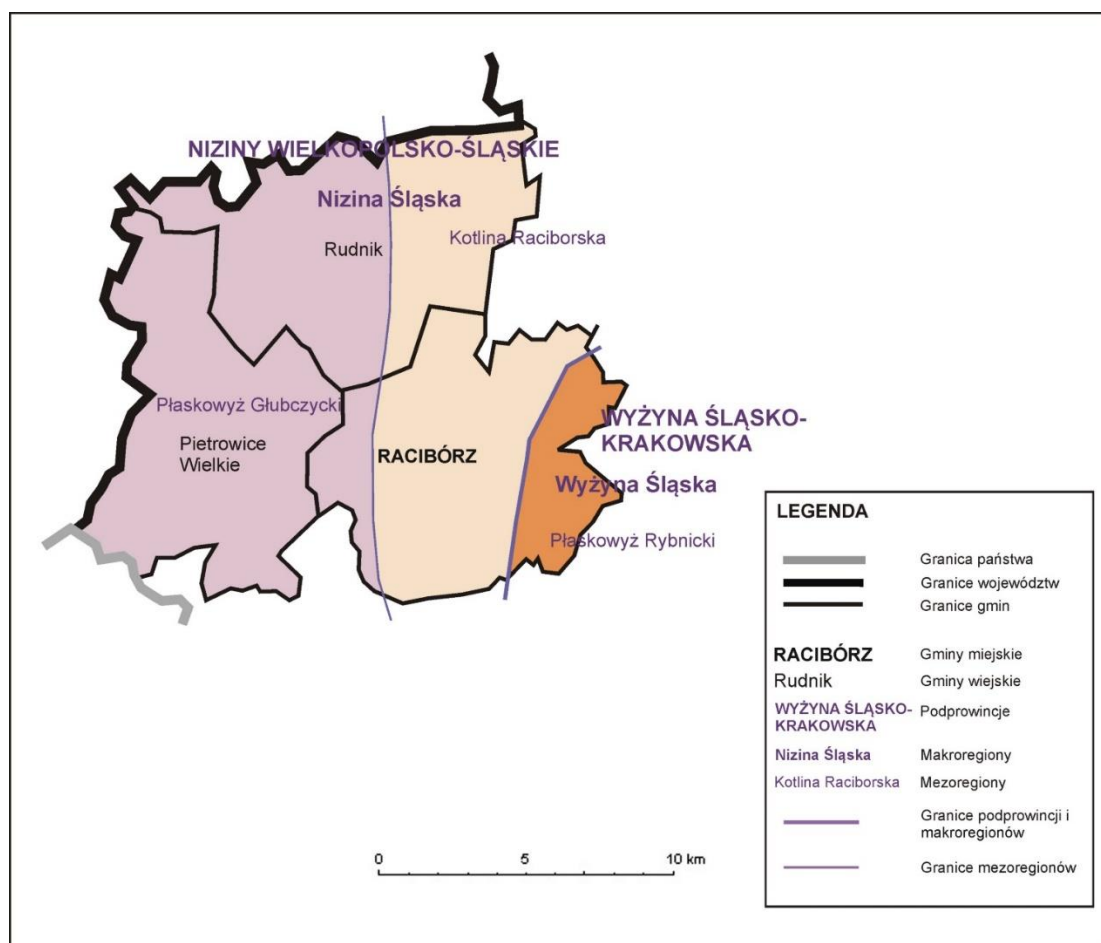 NIZINY WIELKOPOLSKO-ŚLĄSKIE
Nizina Śląska
Kotlina Raciborska
Rudnik
Płaskowyż Głubczycki
Pietrowice
Wielkie
RACIBÓRZ
WYŻYNA ŚLĄSKO-
KRAKOWSKA
Wyżyna Śląska
Płaskowyż Rybnicki
LEGENDA
Granica państwa
Granice województw
Granice gmin
RACIBÓRZ Gminy miejskie
Rudnik Gminy wiejskie
WYŻYNA ŚLĄSKO-
KRAKOWSKA Podprowincje
Nizina Śląska Makroregiony
Kotlina Raciborska Mezoregiony
Granice podprowincji i
makroregionów
Granice mezoregionów
0 5 10 km